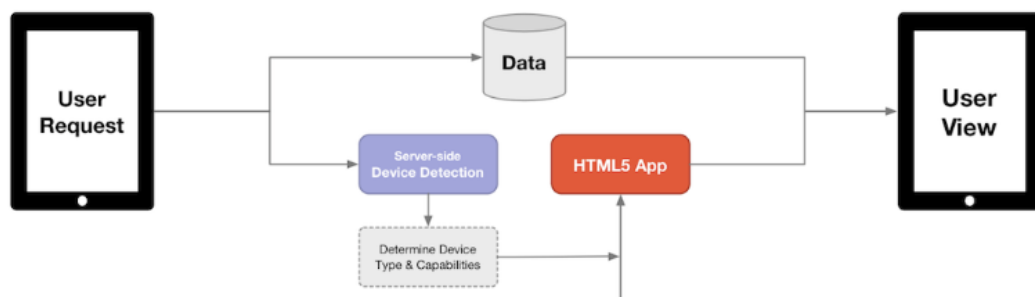 User
Request
Data
Server-side
Device Detection
HTML5 App
Determine Device
Type & Capabilities
User
View